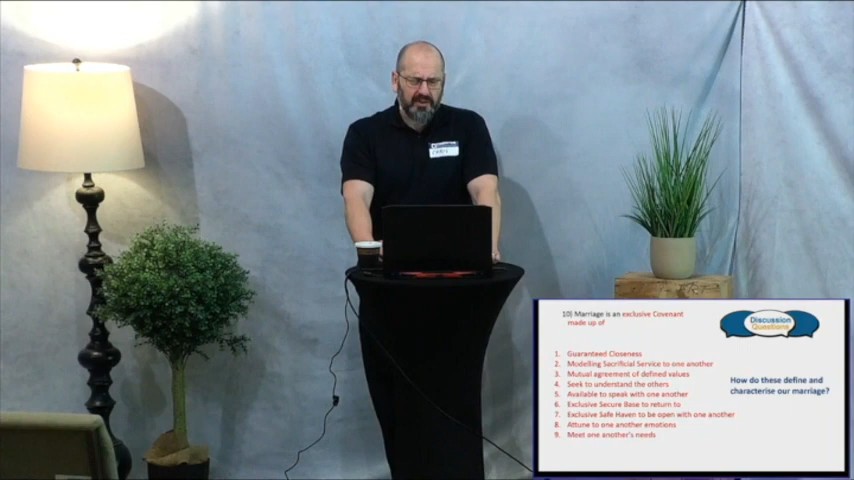 10) Marriage is an exclusive Covenant
made up of
Discussion
Questions
1. Guaranteed Closeness
2. Modelling Sacrificial Service to one another
3. Mutual agreement of defined values
4. Seek to understand the others
5. Available to speak with one another
6. Exclusive Secure Base to return to
7. Exclusive Safe Haven to be open with one another
8. Attune to one another emotions
9. Meet one another's needs
How do these define and
characterise our marriage?